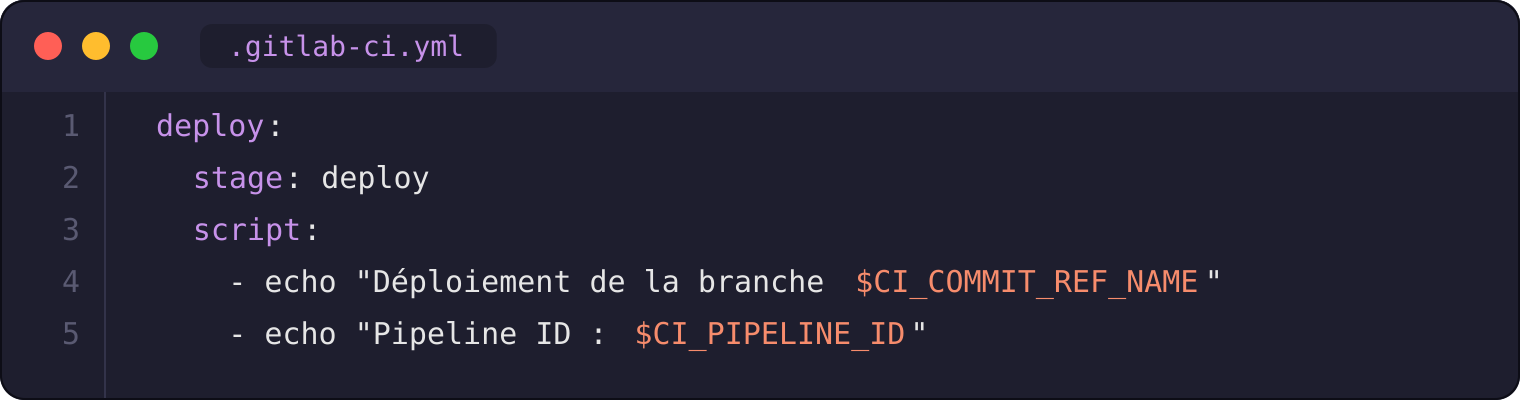 .gitlab-ci.yml
1 deploy:
2   stage: deploy
3   script:
4     - echo "Déploiement de la branche $CI_COMMIT_REF_NAME"
5     - echo "Pipeline ID : $CI_PIPELINE_ID"